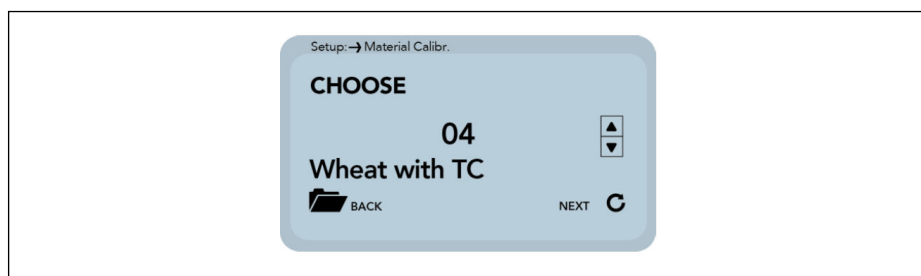 Setup:→ Material Calibr.
CHOOSE
04
Wheat with TC
BACK NEXT